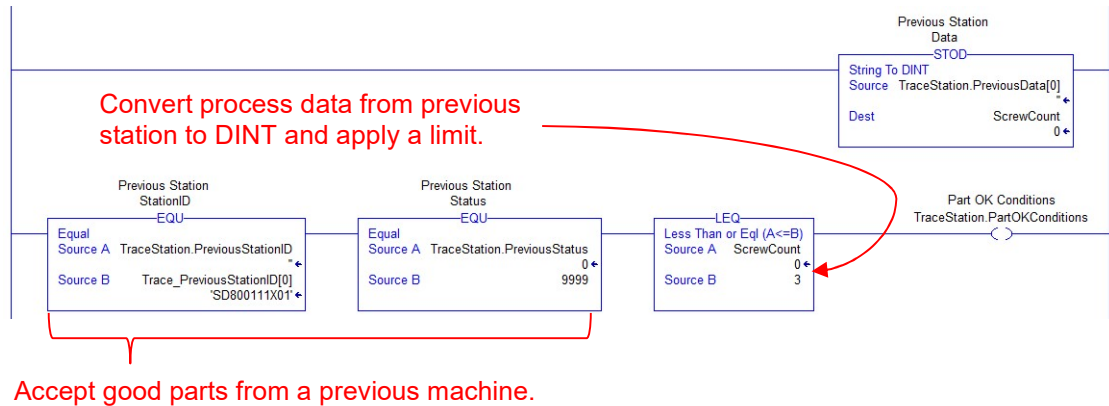 Previous Station
Data
STOD
String To DINT
Source TraceStation.PreviousData[0]
''
Dest ScrewCount
0
Convert process data from previous
station to DINT and apply a limit.
Previous Station
StationID
EQU
Equal
Source A TraceStation.PreviousStationID
''
Source B Trace_PreviousStationID[0]
'SD800111X01'
Previous Station
Status
EQU
Equal
Source A TraceStation.PreviousStatus
0
Source B 9999
LEQ
Less Than or Eql (A<=B)
Source A ScrewCount
0
Source B 3
Part OK Conditions
TraceStation.PartOKConditions
Accept good parts from a previous machine.